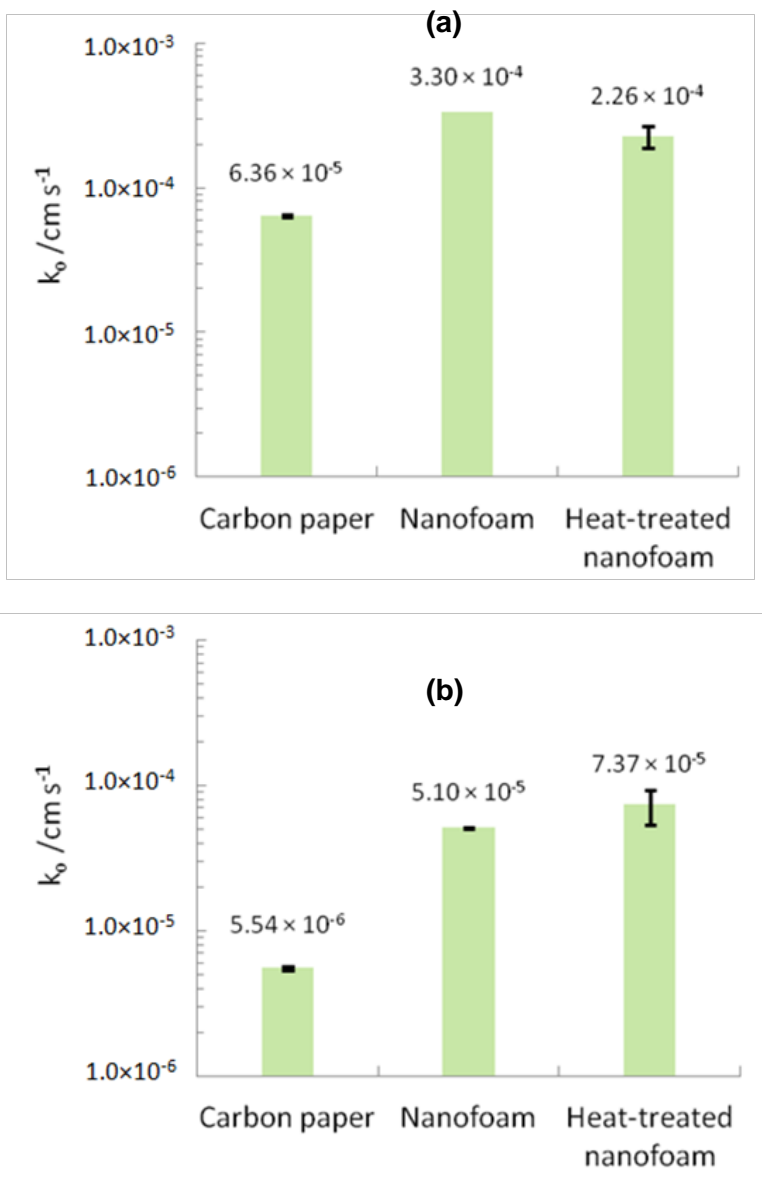 (a)
1.0×10⁻³
3.30 × 10⁻⁴
2.26 × 10⁻⁴
6.36 × 10⁻⁵
1.0×10⁻⁴
k₀ /cm s⁻¹
1.0×10⁻⁵
1.0×10⁻⁶
Carbon paper
Nanofoam
Heat-treated
nanofoam
1.0×10⁻³
(b)
7.37 × 10⁻⁵
1.0×10⁻⁴
5.10 × 10⁻⁵
k₀ /cm s⁻¹
5.54 × 10⁻⁶
1.0×10⁻⁵
1.0×10⁻⁶
Carbon paper
Nanofoam
Heat-treated
nanofoam